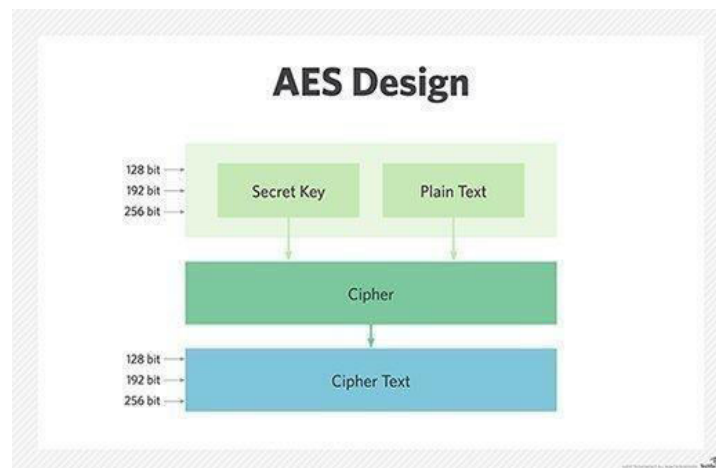 AES Design
128 bit
192 bit
256 bit
Secret Key
Plain Text
Cipher
128 bit
192 bit
256 bit
Cipher Text